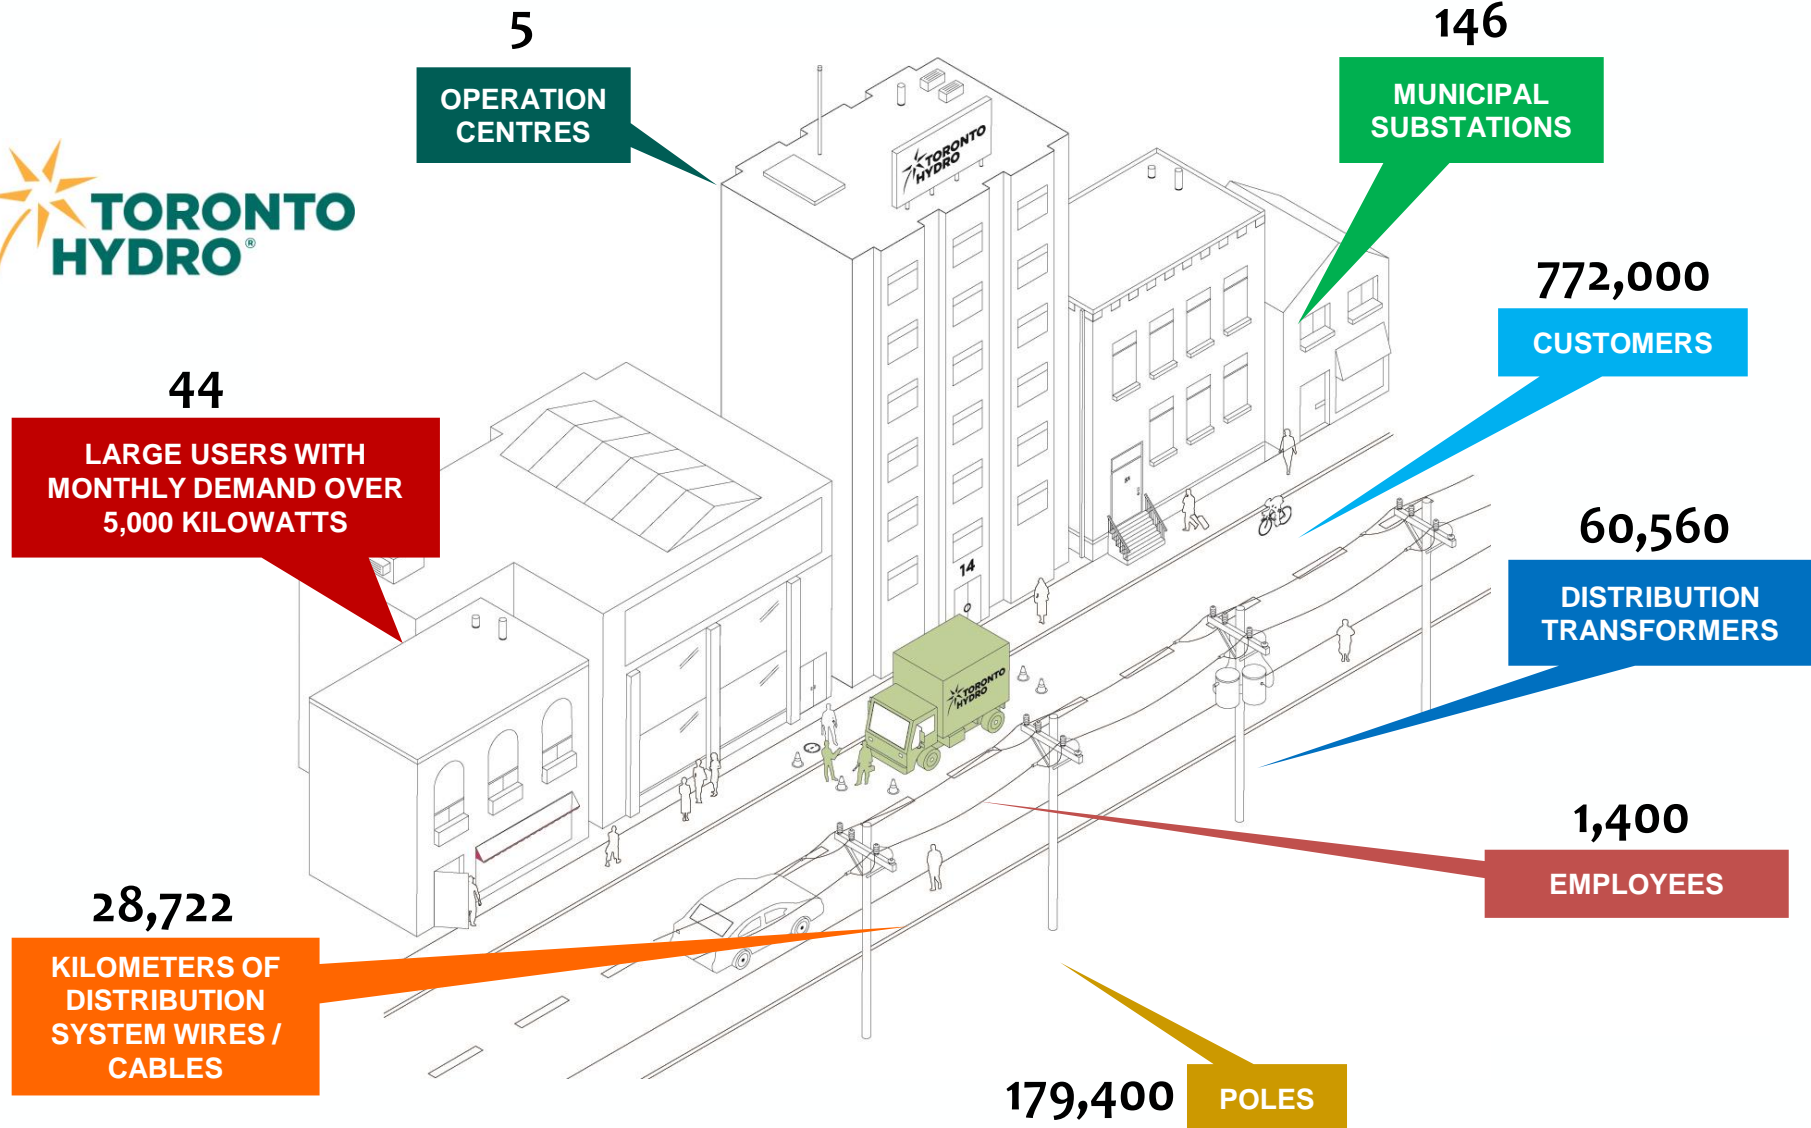 5
OPERATION
CENTRES
146
MUNICIPAL
SUBSTATIONS
TORONTO
HYDRO®
TORONTO
HYDRO
772,000
CUSTOMERS
44
LARGE USERS WITH
MONTHLY DEMAND OVER
5,000 KILOWATTS
60,560
DISTRIBUTION
TRANSFORMERS
14
TORONTO
HYDRO
1,400
EMPLOYEES
28,722
KILOMETERS OF
DISTRIBUTION
SYSTEM WIRES /
CABLES
179,400
POLES